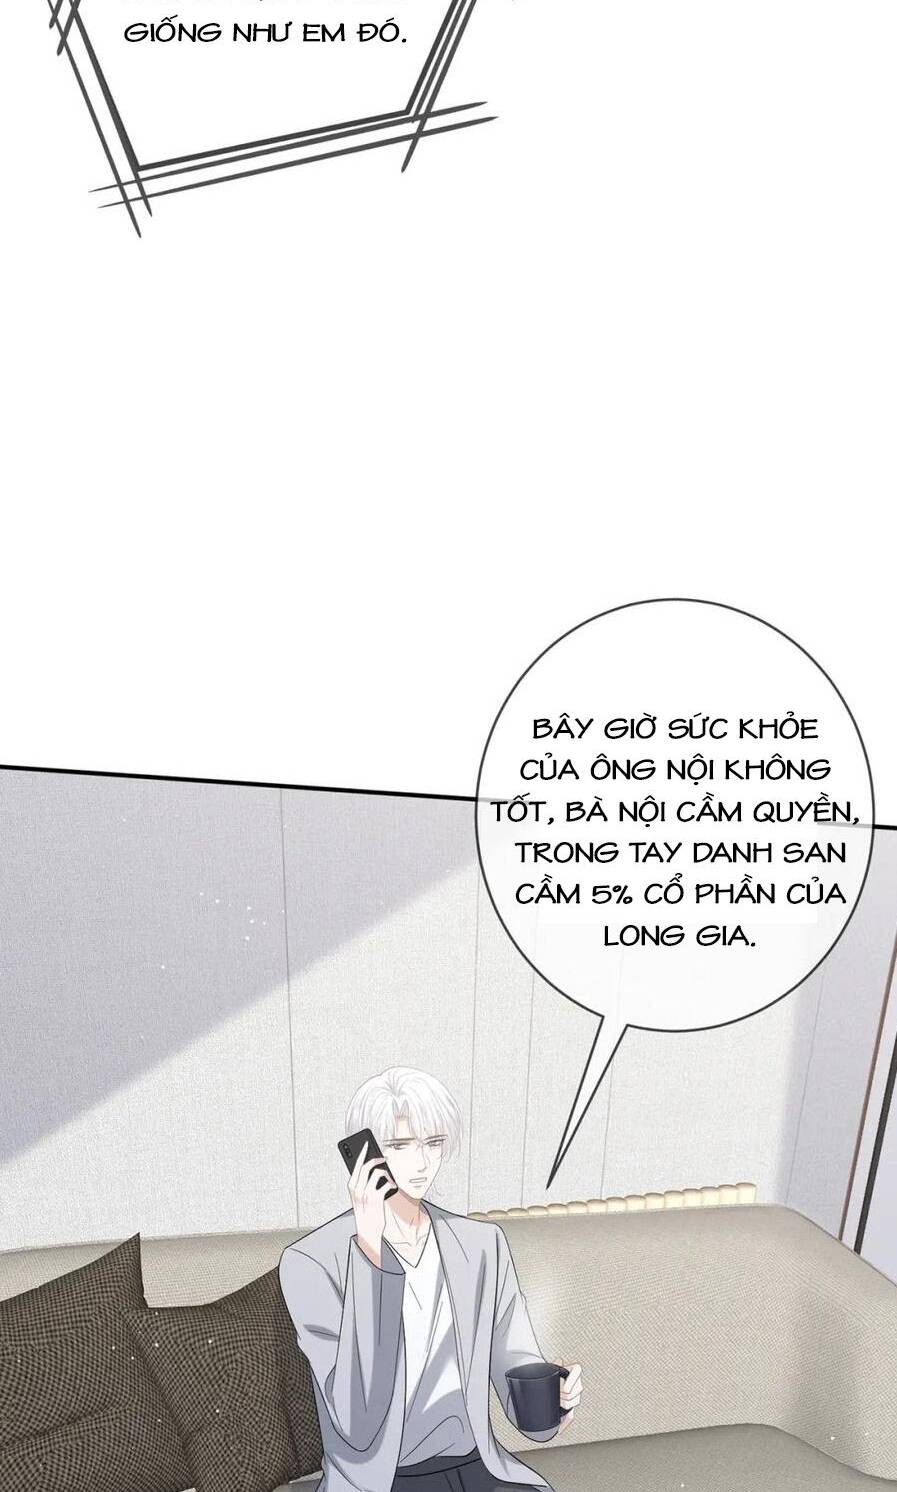 GIỐNG NHƯ EM ĐÓ.
BÂY GIỜ SỨC KHỎE
CỦA ÔNG NỘI KHÔNG
TỐT, BÀ NỘI CẦM QUYỀN,
TRONG TAY DANH SAN
CẦM 5% CỔ PHẦN CỦA
LONG GIA.